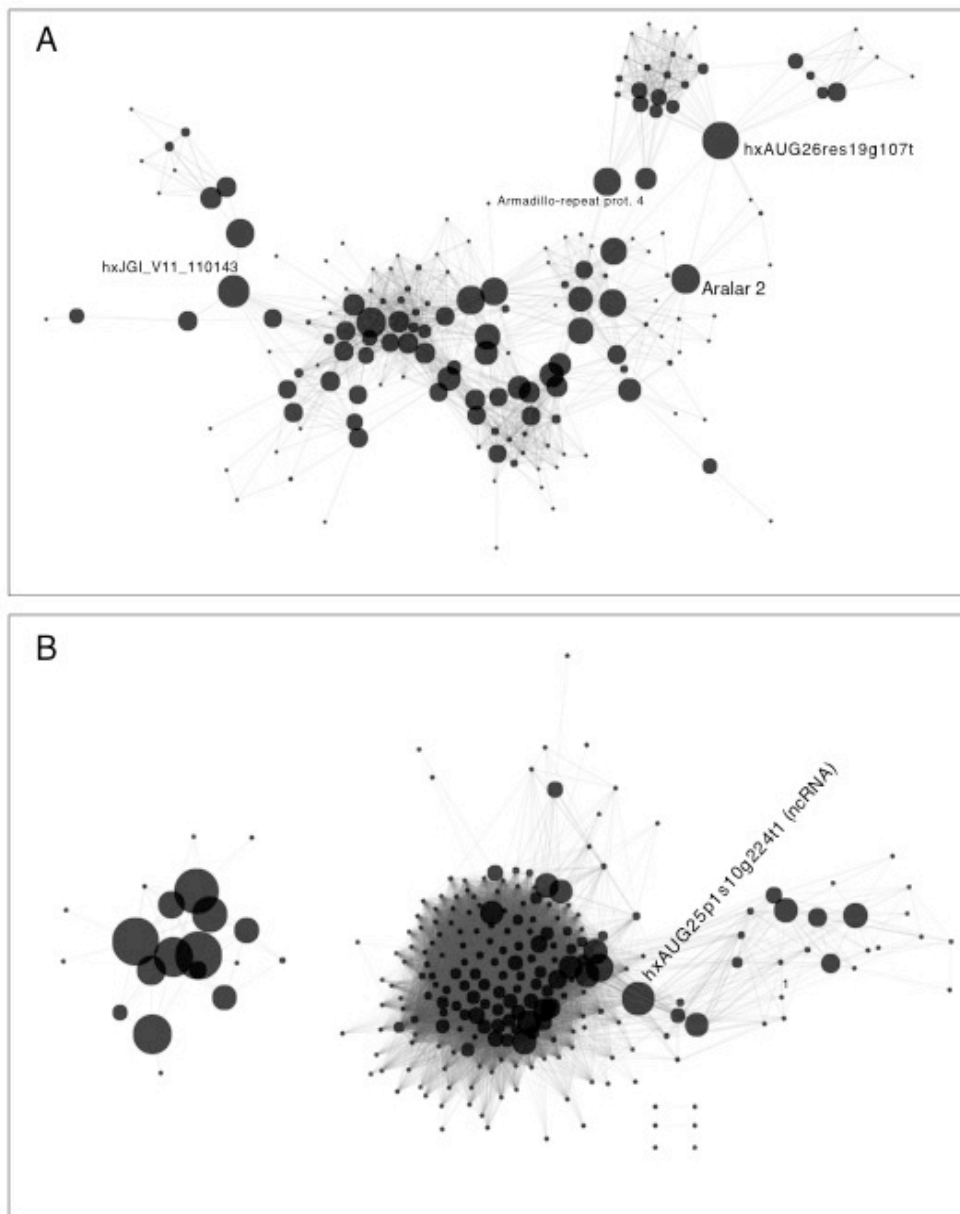 A
hxAUG26res19g107t
Armadillo-repeat prot. 4
hxJGI_V11_110143
Aralar 2
B
hxAUG25p1s10g224t1 (ncRNA)